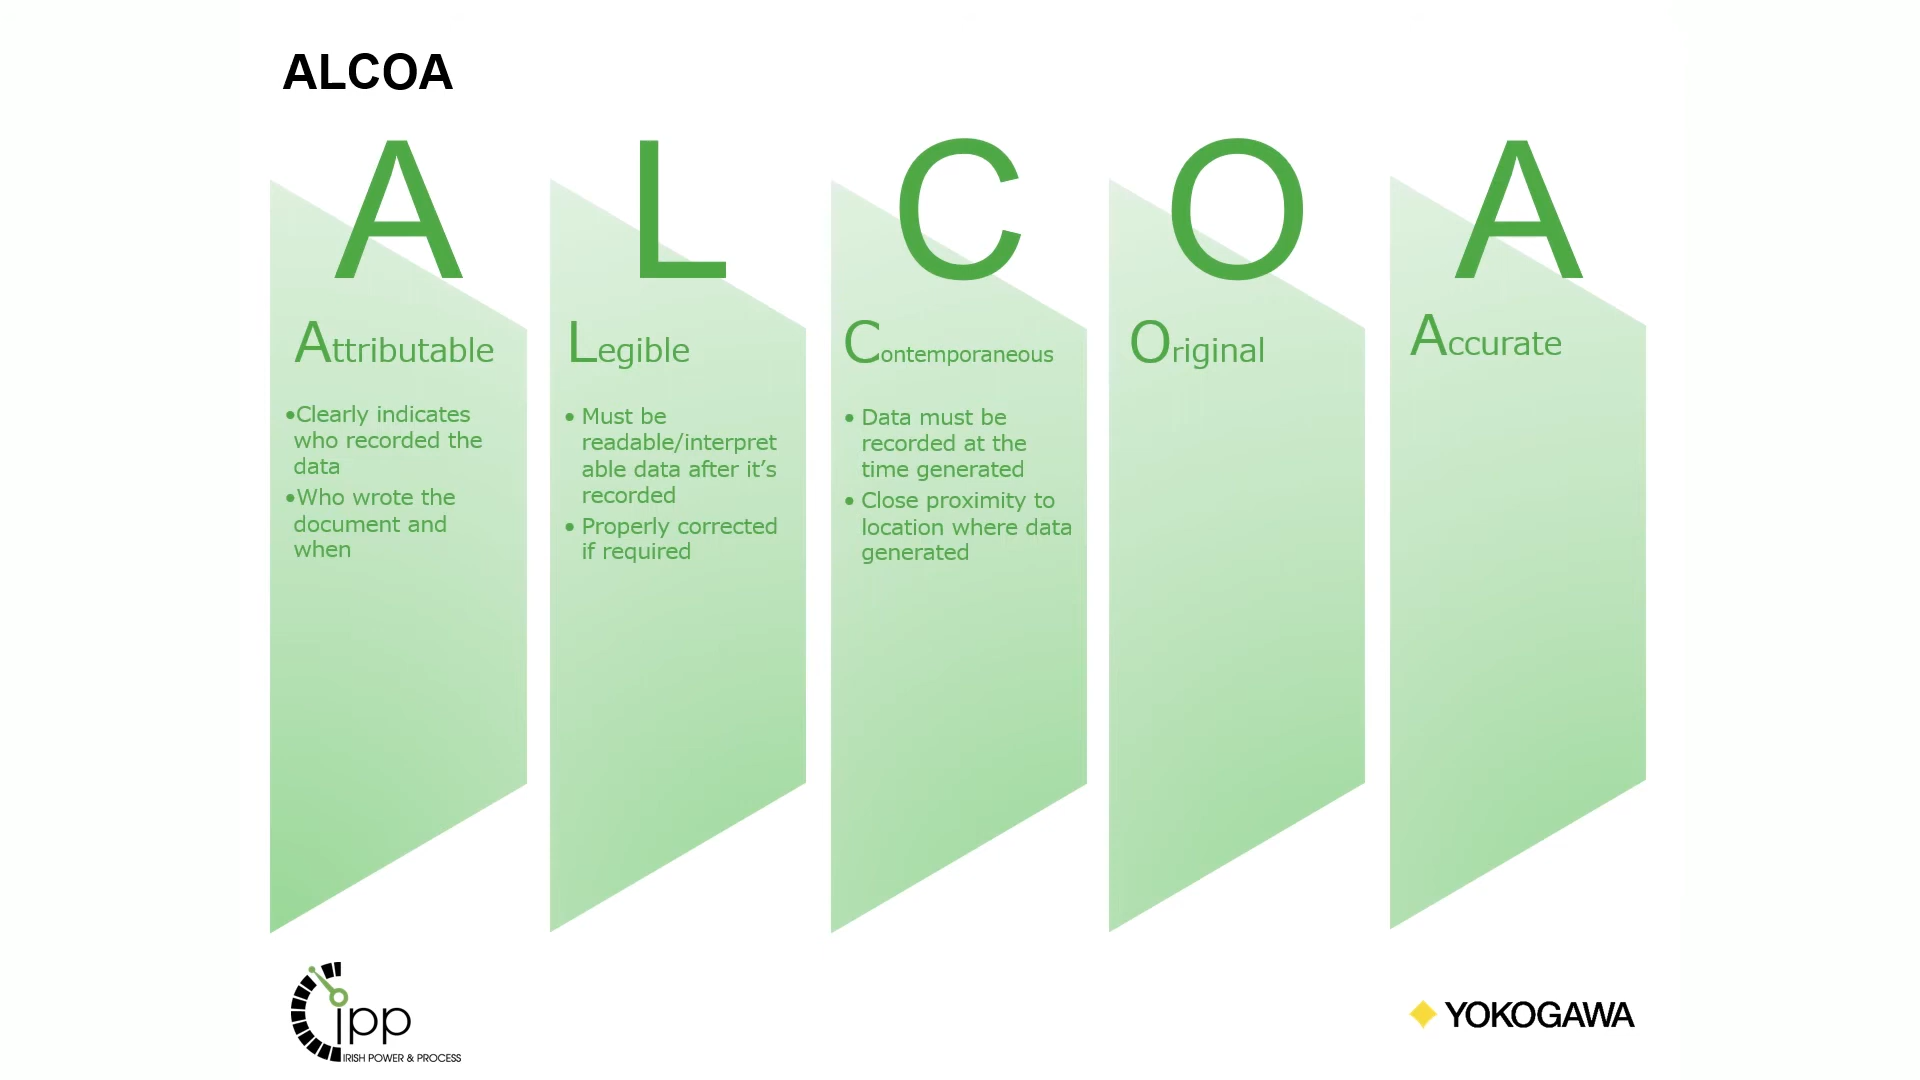 ALCOA
A L C O A
Attributable
•Clearly indicates
who recorded the
data
•Who wrote the
document and
when
Legible
• Must be
readable/interpret
able data after it's
recorded
• Properly corrected
if required
Contemporaneous
• Data must be
recorded at the
time generated
• Close proximity to
location where data
generated
Original
Accurate
ipp
IRISH POWER & PROCESS
YOKOGAWA